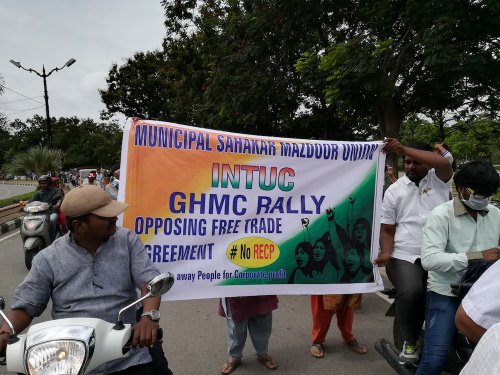 MUNICIPAL SAHAKAR MAZDOOR UNION
INTUC
GHMC RALLY
OPPOSING FREE TRADE
AGREEMENT # No RECP
away People for Corporate profit